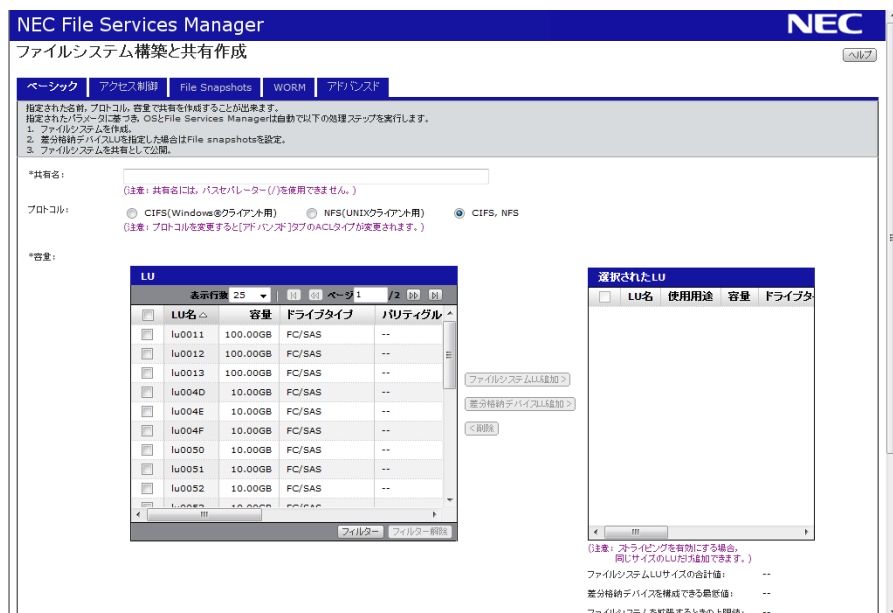 NEC File Services Manager
NEC
ファイルシステム構築と共有作成
ヘルプ
ベーシック アクセス制御 File Snapshots WORM アドバンスド
指定された名前, プロトコル, 容量で共有を作成することが出来ます。
指定されたパラメータに基づき, OSとFile Services Managerは自動で以下の処理ステップを実行します。
1. ファイルシステムを作成。
2. 差分格納デバイスLUを指定した場合はFile snapshotsを設定。
3. ファイルシステムを共有として公開。
*共有名:
(注意: 共有名には, パスセパレーター(/)を使用できません。)
プロトコル:
CIFS(Windows®クライアント用) NFS(UNIXクライアント用) CIFS, NFS
(注意: プロトコルを変更すると[アドバンスド]タブのACLタイプが変更されます。)
*容量:
LU
表示行数 25 ページ 1 /2
LU名 容量 ドライブタイプ パリティグル
lu0011 100.00GB FC/SAS --
lu0012 100.00GB FC/SAS --
lu0013 100.00GB FC/SAS --
lu004D 10.00GB FC/SAS --
lu004E 10.00GB FC/SAS --
lu004F 10.00GB FC/SAS --
lu0050 10.00GB FC/SAS --
lu0051 10.00GB FC/SAS --
lu0052 10.00GB FC/SAS --
フィルター フィルター解除
ファイルシステムLU追加 >
差分格納デバイスLU追加 >
< 削除
選択されたLU
LU名 使用用途 容量 ドライブタ
(注意: ストライピングを有効にする場合,
同じサイズのLUだけ追加できます。)
ファイルシステムLUサイズの合計値: --
差分格納デバイスを構成できる最低値: --
ファイルシステムを拡張するときの上限値: --